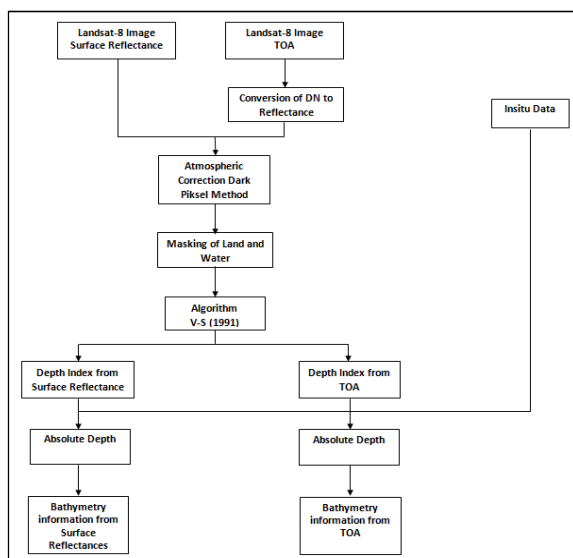 Landsat-8 Image
Surface Reflectance
Landsat-8 Image
TOA
Conversion of DN to
Reflectance
Insitu Data
Atmospheric
Correction Dark
Piksel Method
Masking of Land and
Water
Algorithm
V-S (1991)
Depth Index from
Surface Reflectance
Depth Index from
TOA
Absolute Depth
Absolute Depth
Bathymetry
information from
Surface
Reflectances
Bathymetry
information from
TOA